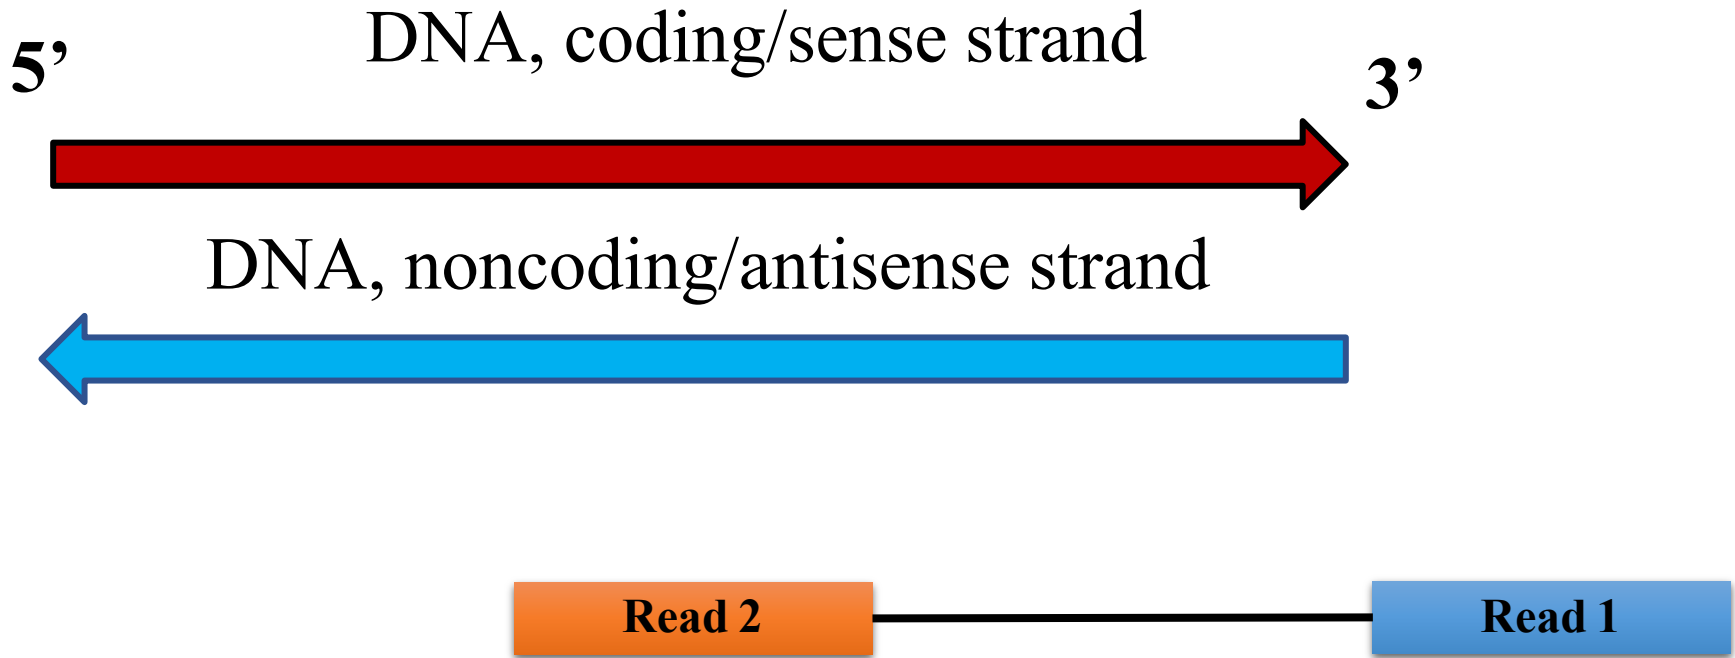 DNA, coding/sense strand
5’
3’
DNA, noncoding/antisense strand
Read 2
Read 1